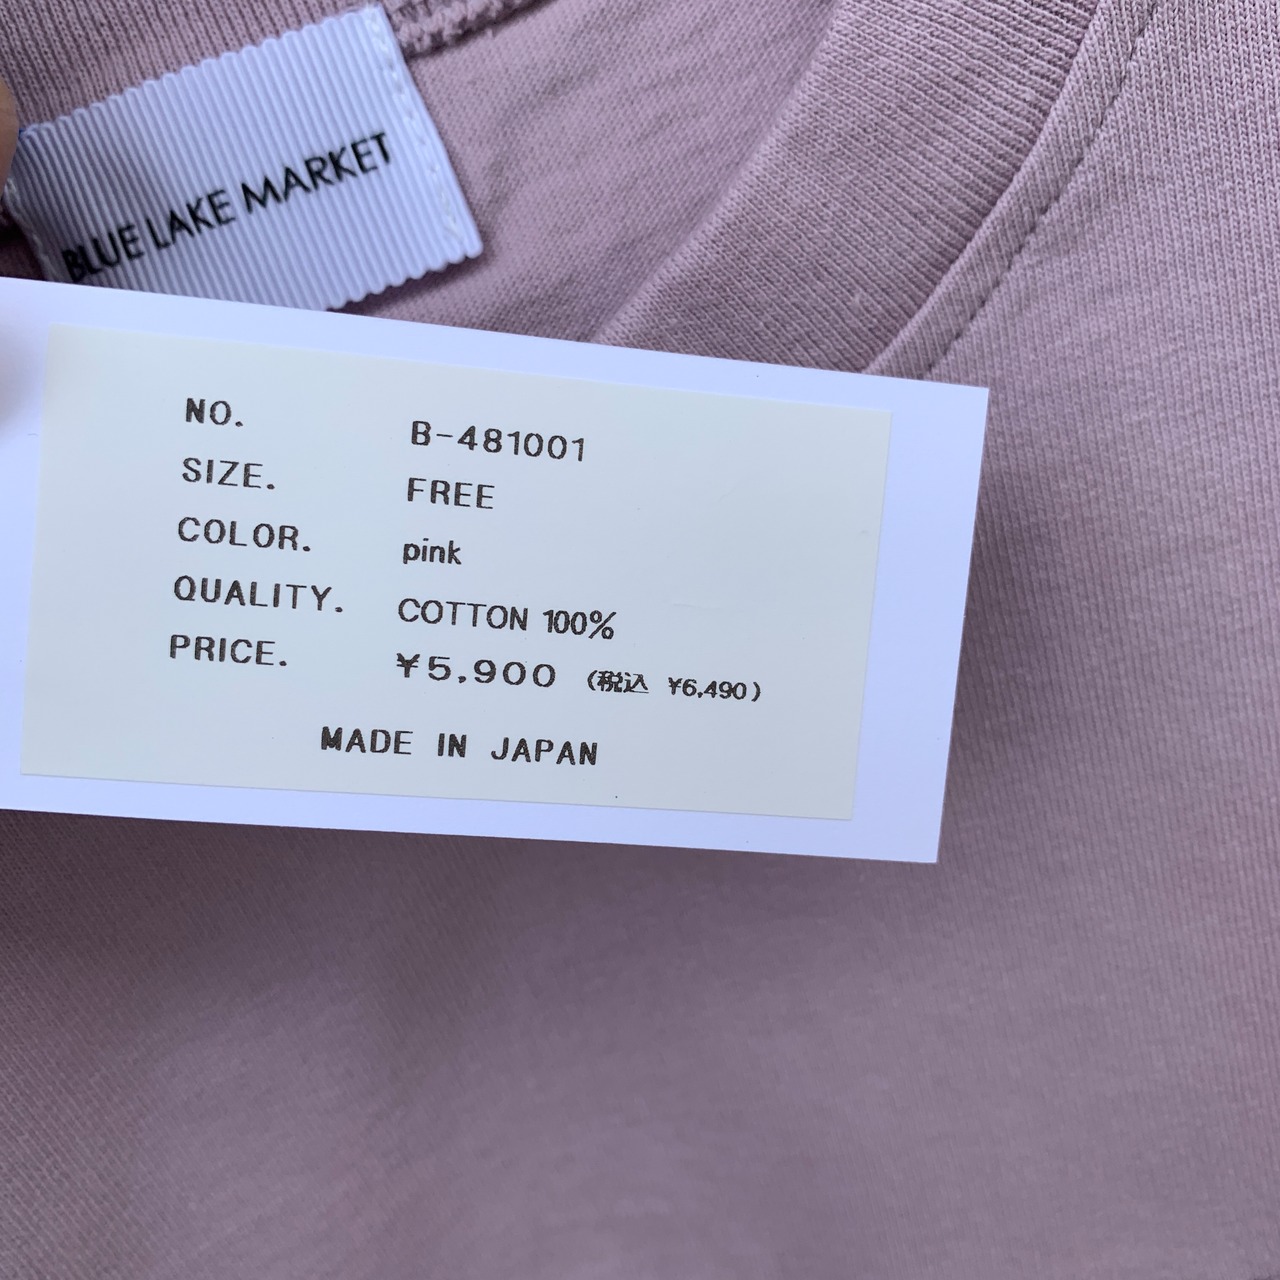 BLUE LAKE MARKET
NO. B-481001
SIZE. FREE
COLOR. pink
QUALITY. COTTON 100%
PRICE. ¥5,900 (税込 ¥6,490)
MADE IN JAPAN